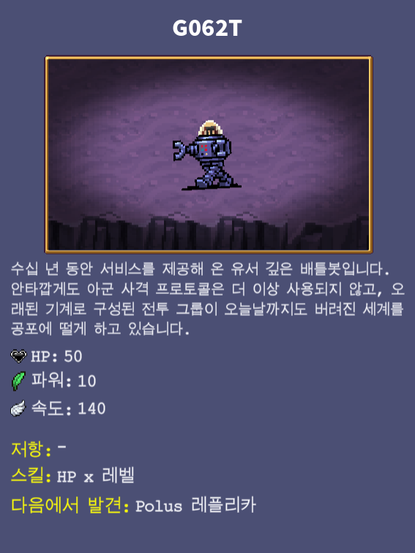 G062T
수십 년 동안 서비스를 제공해 온 유서 깊은 배틀봇입니다.
안타깝게도 아군 사격 프로토콜은 더 이상 사용되지 않고, 오
래된 기계로 구성된 전투 그룹이 오늘날까지도 버려진 세계를
공포에 떨게 하고 있습니다.
HP: 50
파워: 10
속도: 140
저항: -
스킬: HP x 레벨
다음에서 발견: Polus 레플리카